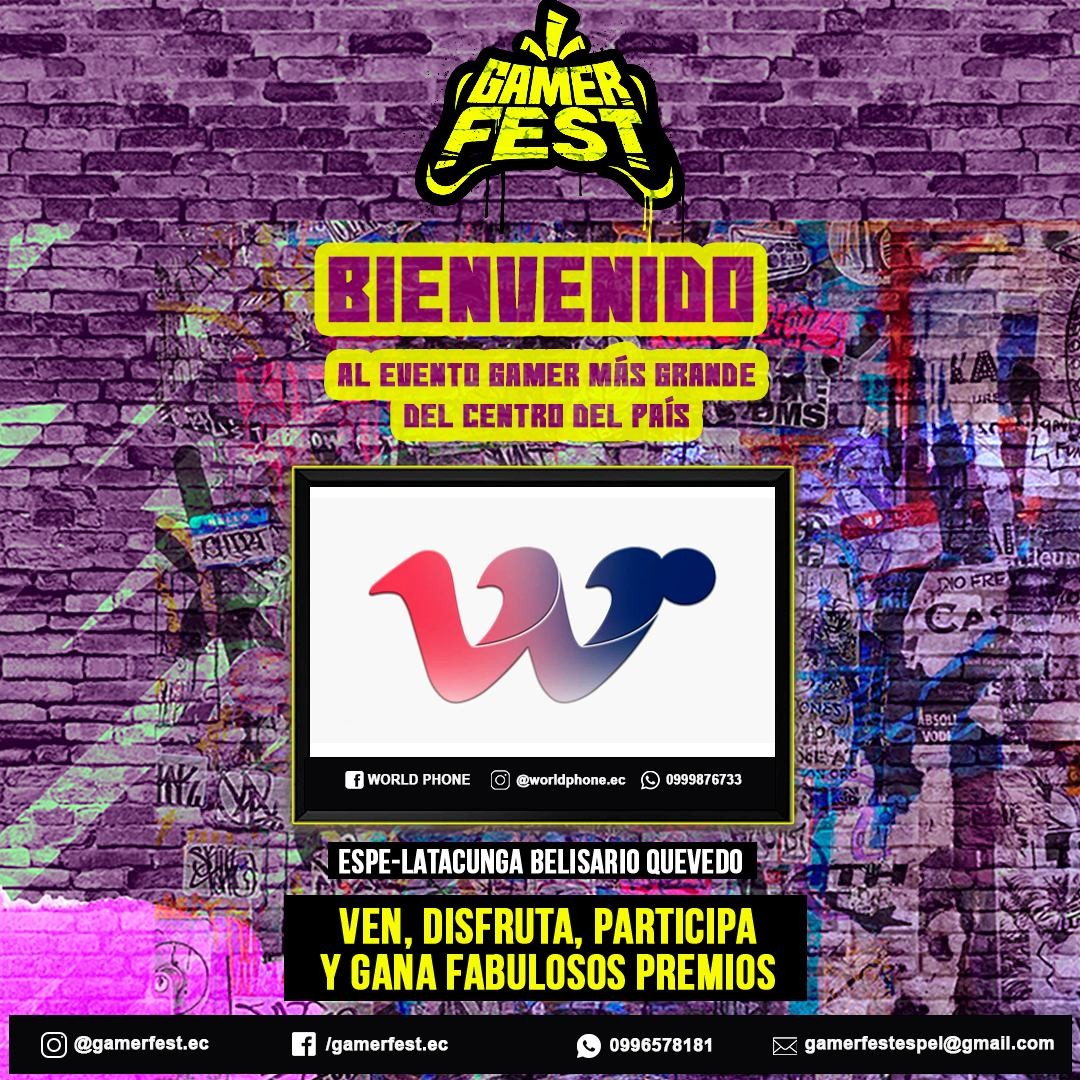 GAMER
FEST
BIENVENIDO
AL EVENTO GAMER MÁS GRANDE
DEL CENTRO DEL PAÍS
WORLD PHONE @worldphone.ec 0999876733
ESPE-LATACUNGA BELISARIO QUEVEDO
VEN, DISFRUTA, PARTICIPA
Y GANA FABULOSOS PREMIOS
@gamerfest.ec /gamerfest.ec 0996578181 gamerfestespel@gmail.com